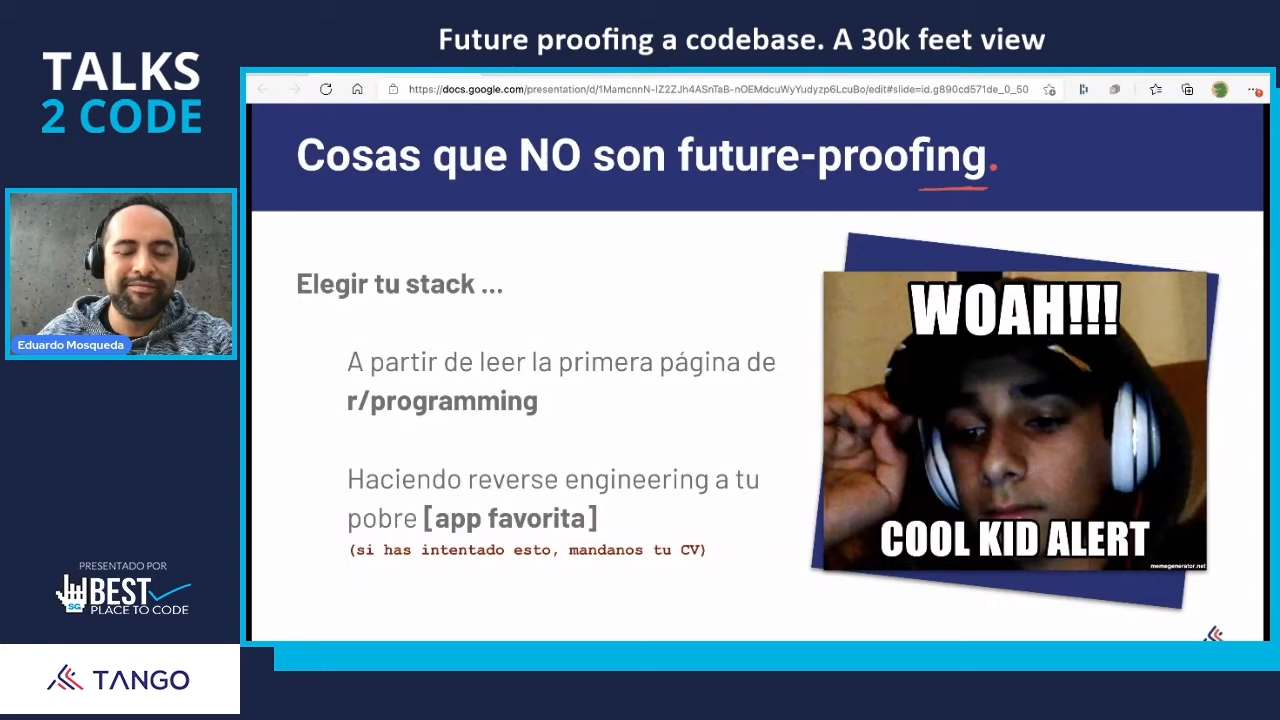 Future proofing a codebase. A 30k feet view
TALKS
2 CODE
https://docs.google.com/presentation/d/1MamcnnN-IZ2ZJh4ASnTaB-nOEMdcuWyYudyzp6LcuBo/edit#slide=id.g890cd571de_0_50
Cosas que NO son future-proofing.
Eduardo Mosqueda
Elegir tu stack ...
A partir de leer la primera página de
r/programming
Haciendo reverse engineering a tu
pobre [app favorita]
(si has intentado esto, mandanos tu CV)
WOAH!!!
COOL KID ALERT
memegenerator.net
PRESENTADO POR
SG
BEST
PLACE TO CODE
TANGO